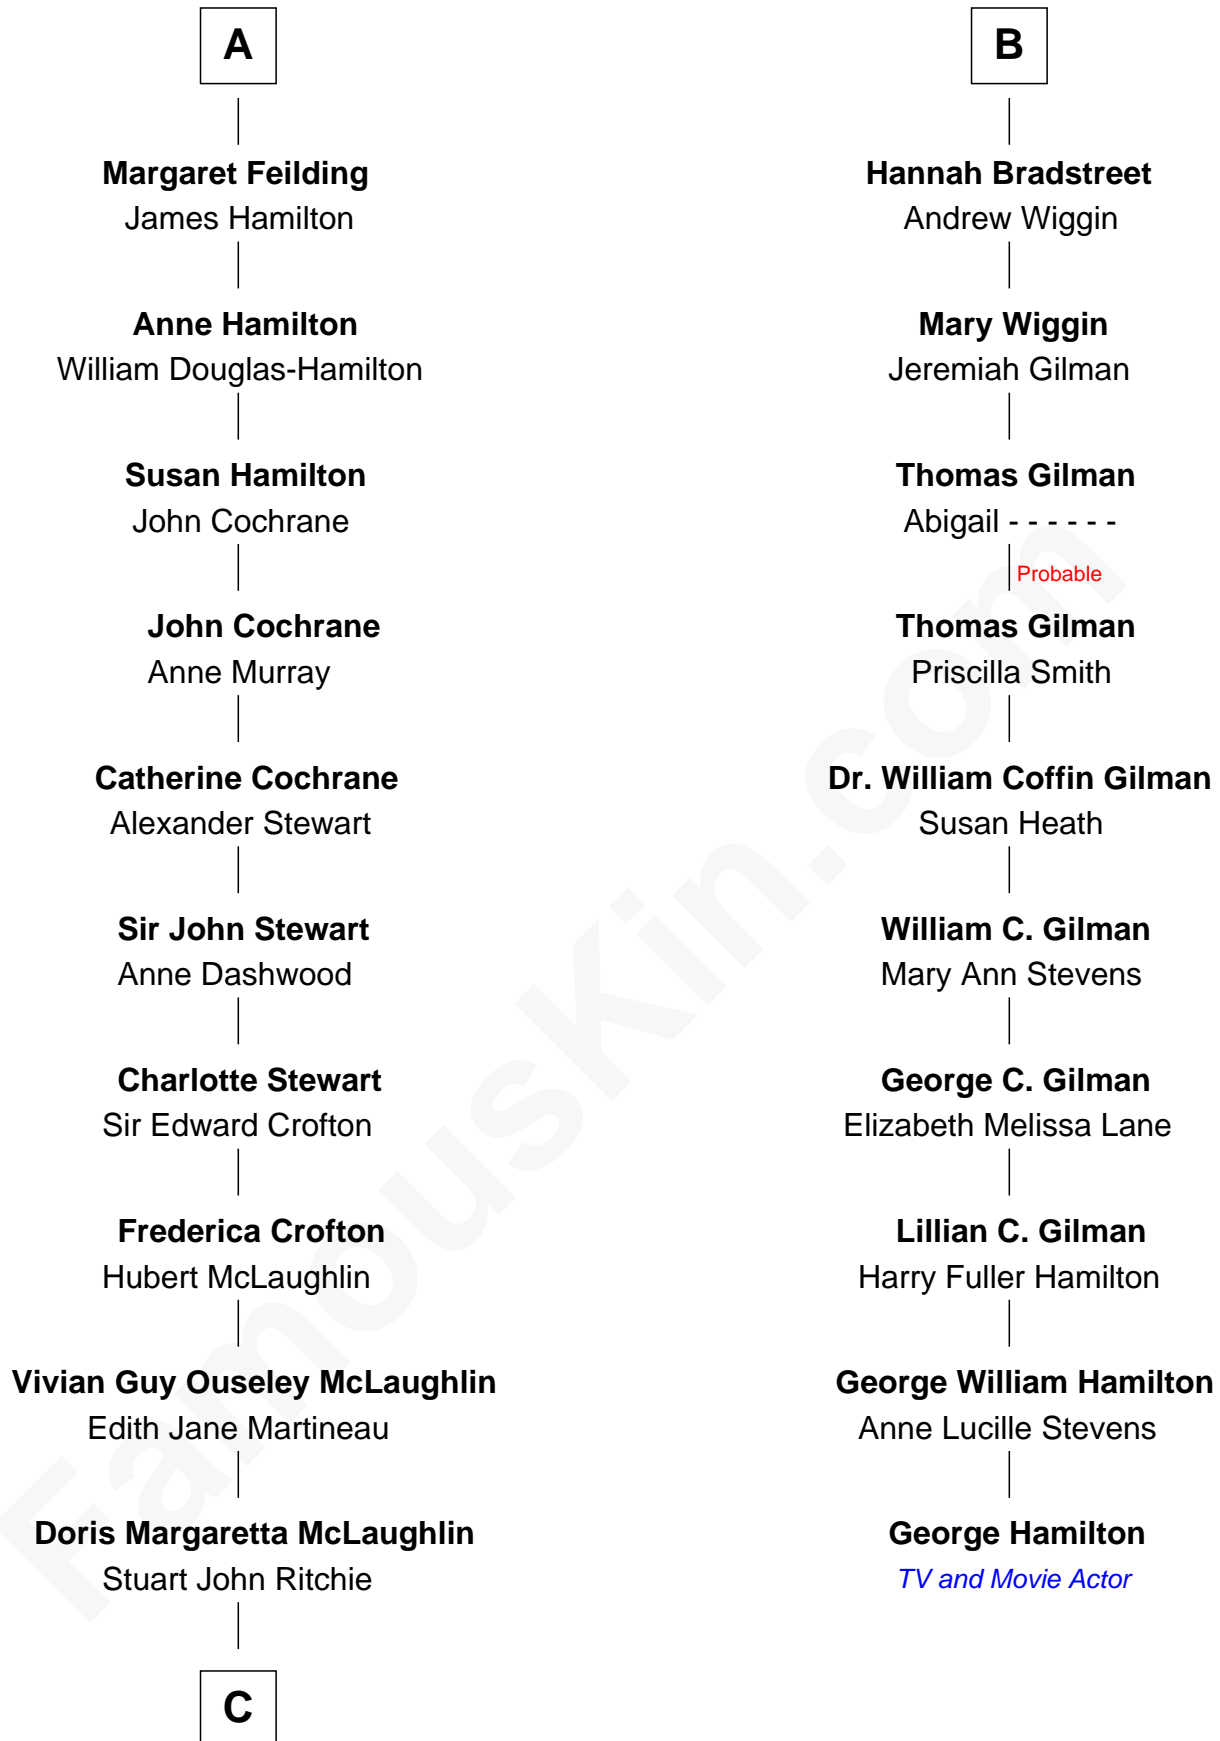 A
Margaret Feilding
James Hamilton
Anne Hamilton
William Douglas-Hamilton
Susan Hamilton
John Cochrane
John Cochrane
Anne Murray
Catherine Cochrane
Alexander Stewart
Sir John Stewart
Anne Dashwood
Charlotte Stewart
Sir Edward Crofton
Frederica Crofton
Hubert McLaughlin
Vivian Guy Ouseley McLaughlin
Edith Jane Martineau
Doris Margaretta McLaughlin
Stuart John Ritchie
C
B
Hannah Bradstreet
Andrew Wiggin
Mary Wiggin
Jeremiah Gilman
Thomas Gilman
Abigail - - - - - -
Probable
Thomas Gilman
Priscilla Smith
Dr. William Coffin Gilman
Susan Heath
William C. Gilman
Mary Ann Stevens
George C. Gilman
Elizabeth Melissa Lane
Lillian C. Gilman
Harry Fuller Hamilton
George William Hamilton
Anne Lucille Stevens
George Hamilton
TV and Movie Actor
FamousKin.com